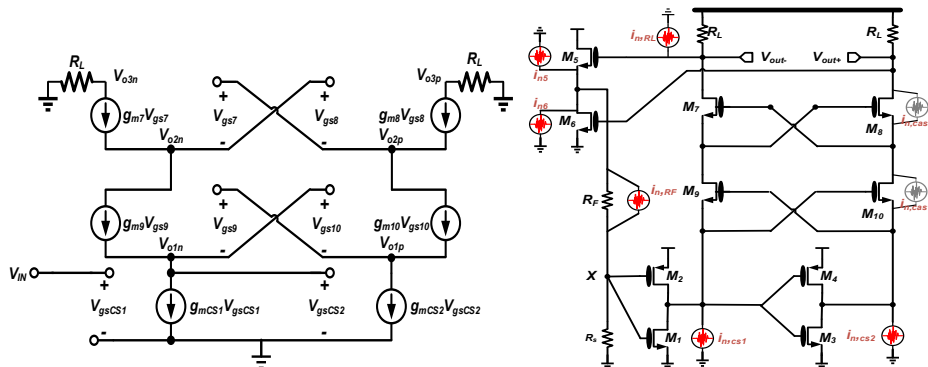 R_L
V_o3n
g_m7V_gs7
V_o2n
+
V_gs7
-
+
V_gs8
-
V_o3p
R_L
g_m8V_gs8
V_o2p
g_m9V_gs9
V_o1n
+
V_gs9
-
+
V_gs10
-
g_m10V_gs10
V_o1p
V_IN
+
V_gsCS1
-
g_mCS1V_gsCS1
+
V_gsCS2
-
g_mCS2V_gsCS2
i_n,RL
R_L
R_L
V_out-
V_out+
M_5
i_n5
i_n6
M_6
M_7
M_8
i_n,cas
R_F
i_n,RF
M_9
M_10
i_n,cas
X
M_2
M_4
R_s
M_1
i_n,cs1
M_3
i_n,cs2